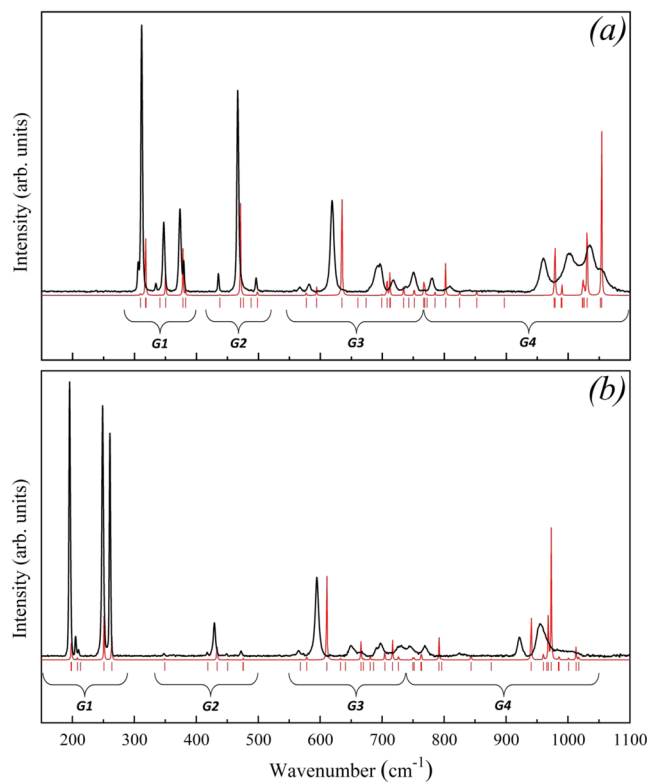 (a)
Intensity (arb. units)
G1 G2 G3 G4
(b)
Intensity (arb. units)
G1 G2 G3 G4
200 300 400 500 600 700 800 900 1000 1100
Wavenumber (cm⁻¹)